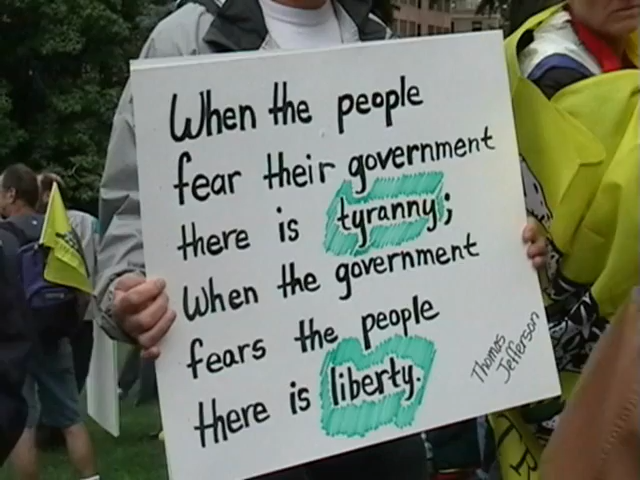 When the people
fear their government
there is tyranny;
When the government
fears the people
there is liberty.
Thomas
Jefferson